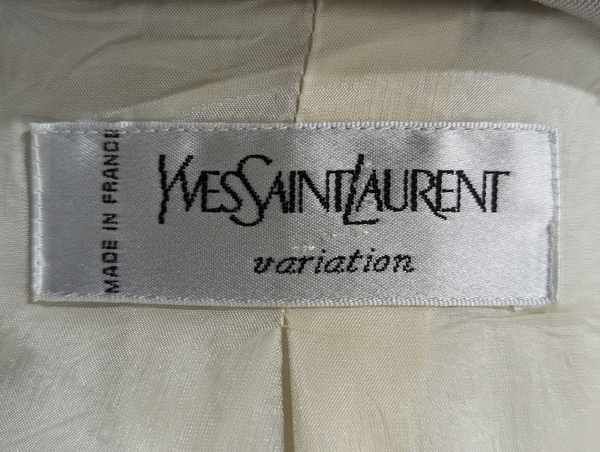 MADE IN FRANCE
YVESSAINTLAURENT
variation